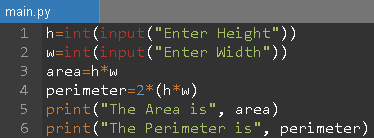 main.py
1 h=int(input("Enter Height"))
2 w=int(input("Enter Width"))
3 area=h*w
4 perimeter=2*(h*w)
5 print("The Area is", area)
6 print("The Perimeter is", perimeter)